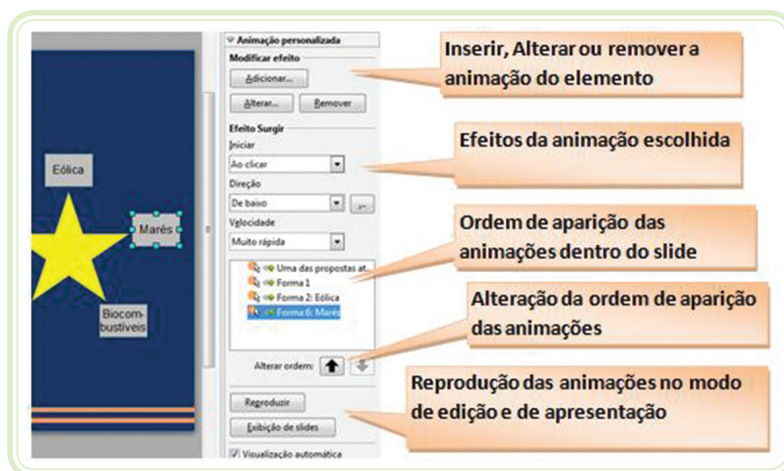 Eólica
Marés
Biocom-
bustíveis
Animação personalizada
Modificar efeito
Adicionar...
Alterar... Remover
Efeito Surgir
Iniciar
Ao clicar
Direção
De baixo
...
Velocidade
Muito rápida
Uma das propostas at...
Forma 1
Forma 2: Eólica
Forma 6: Marés
Alterar ordem:
Reproduzir
Exibição de slides
Visualização automática
Inserir, Alterar ou remover a
animação do elemento
Efeitos da animação escolhida
Ordem de aparição das
animações dentro do slide
Alteração da ordem de aparição
das animações
Reprodução das animações no modo
de edição e de apresentação